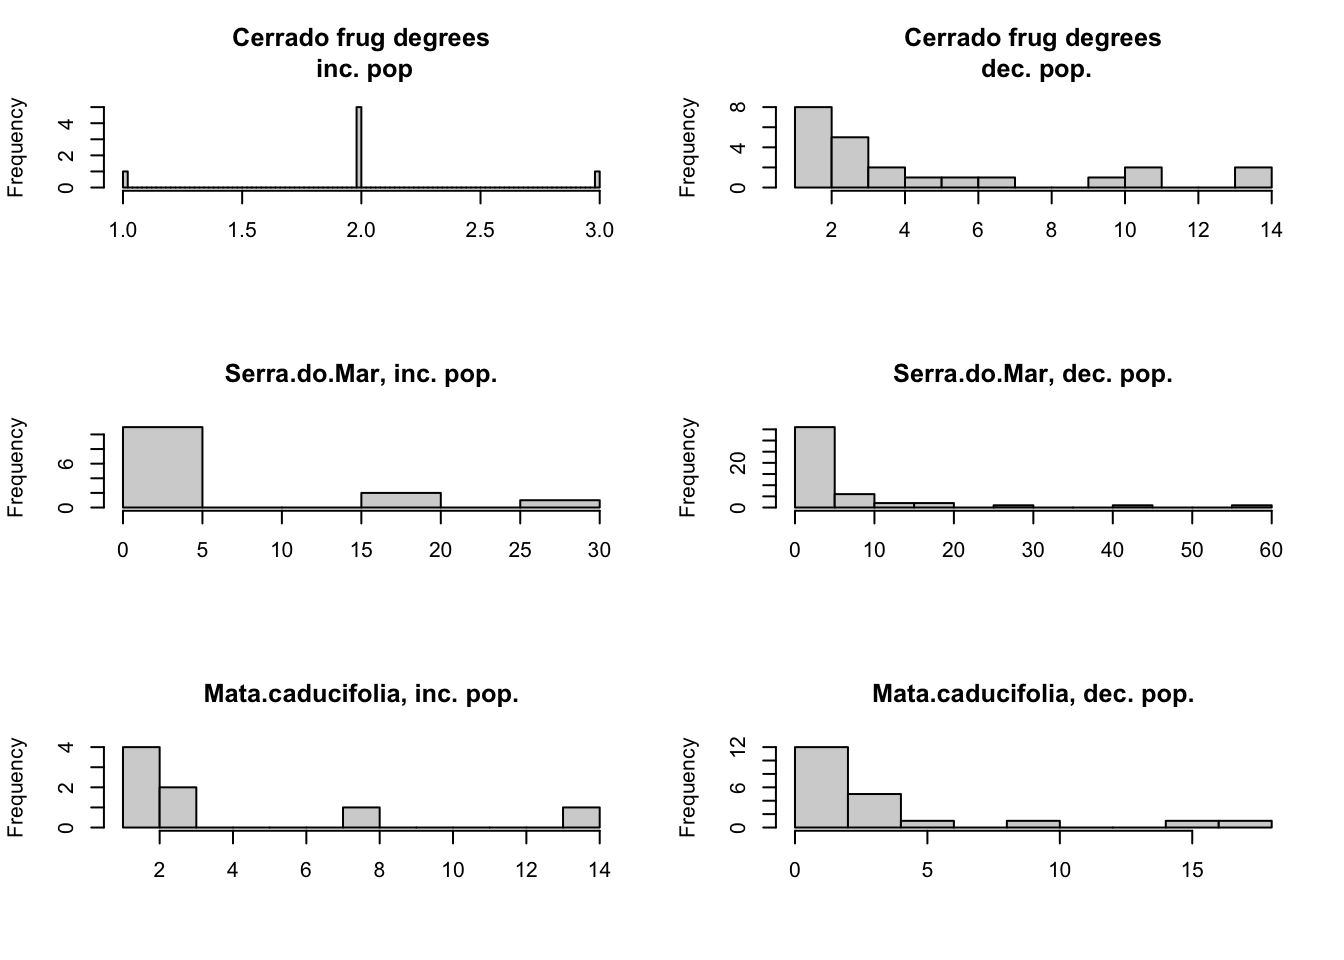 Cerrado frug degrees
inc. pop
Frequency
0 2 4
1.0 1.5 2.0 2.5 3.0
Cerrado frug degrees
dec. pop.
Frequency
0 4 8
2 4 6 8 10 12 14
Serra.do.Mar, inc. pop.
Frequency
0 6
0 5 10 15 20 25 30
Serra.do.Mar, dec. pop.
Frequency
0 20
0 10 20 30 40 50 60
Mata.caducifolia, inc. pop.
Frequency
0 2 4
2 4 6 8 10 12 14
Mata.caducifolia, dec. pop.
Frequency
0 6 12
0 5 10 15